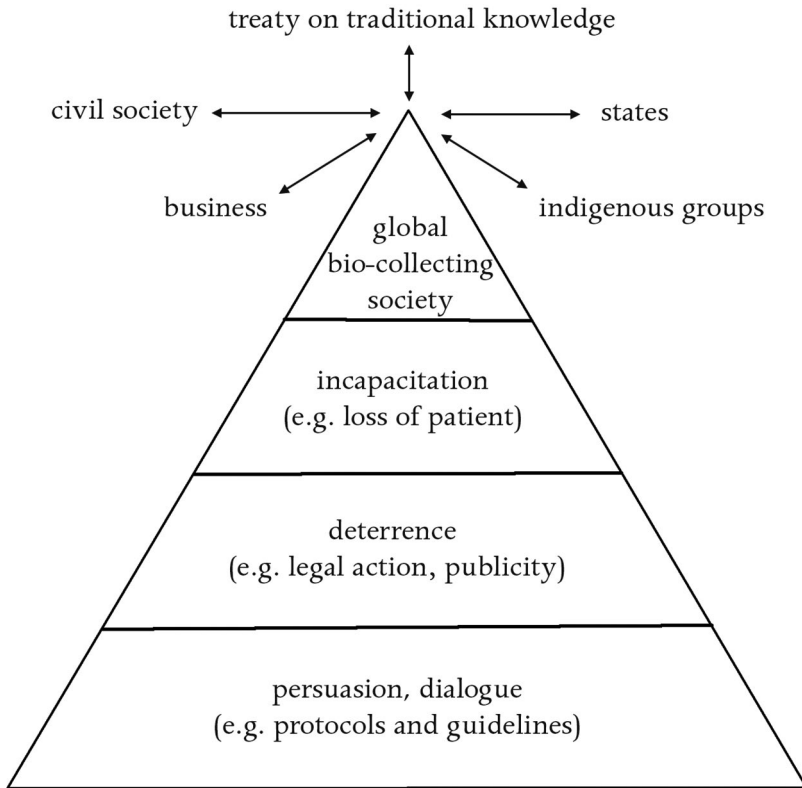 treaty on traditional knowledge
civil society
states
business
indigenous groups
global
bio-collecting
society
incapacitation
(e.g. loss of patient)
deterrence
(e.g. legal action, publicity)
persuasion, dialogue
(e.g. protocols and guidelines)